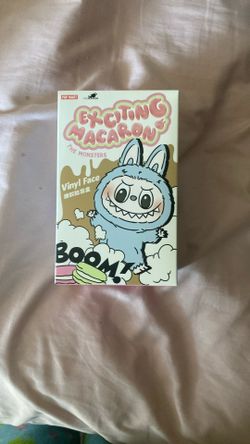 POP MART
EXCITING
MACARON
THE MONSTERS
Vinyl Face
BOOM!